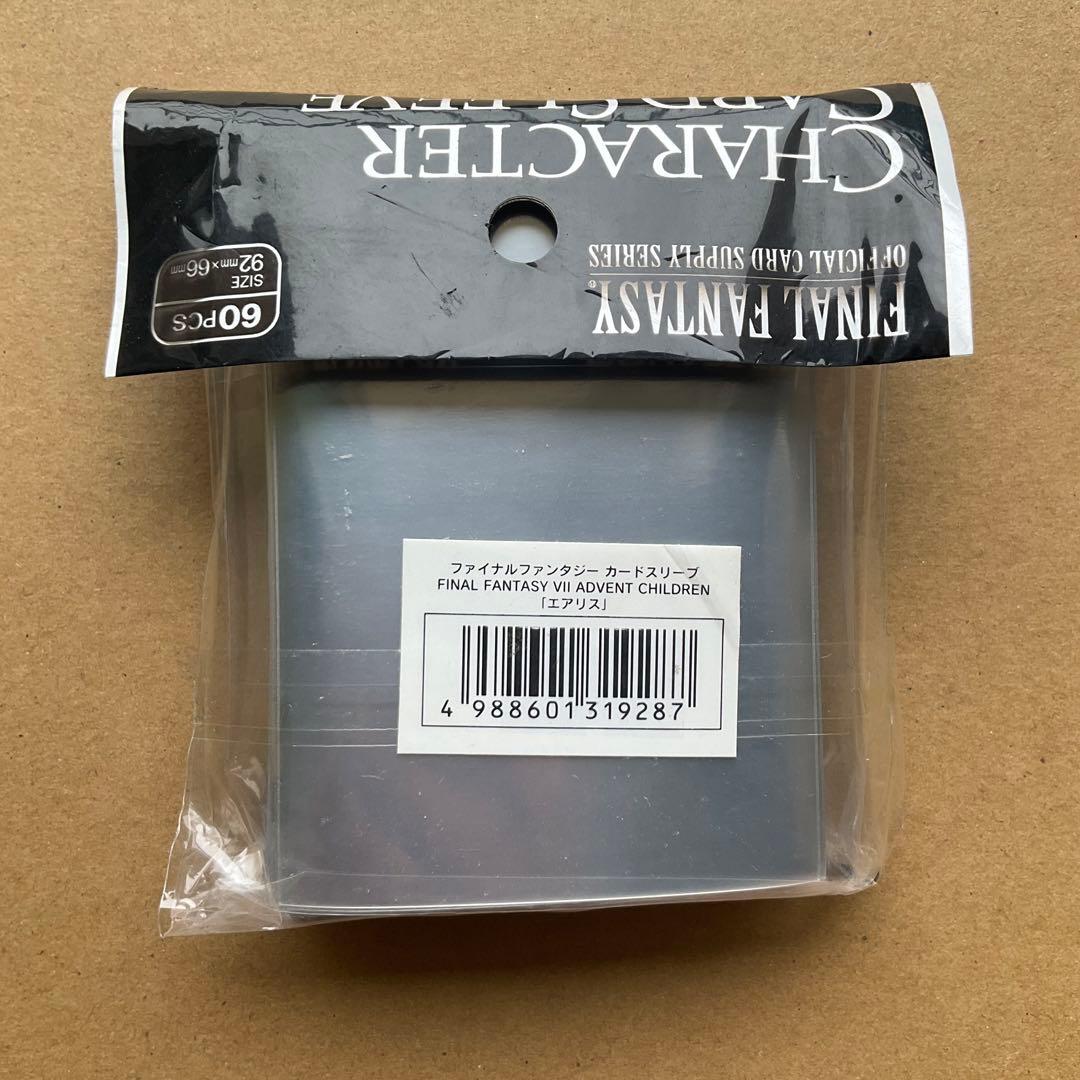 FINAL FANTASY®
OFFICIAL CARD SUPPLY SERIES
CHARACTER
CARD SLEEVE
60PCS
SIZE
92mm×66mm
ファイナルファンタジー カードスリーブ
FINAL FANTASY VII ADVENT CHILDREN
「エアリス」
4 988601 319287